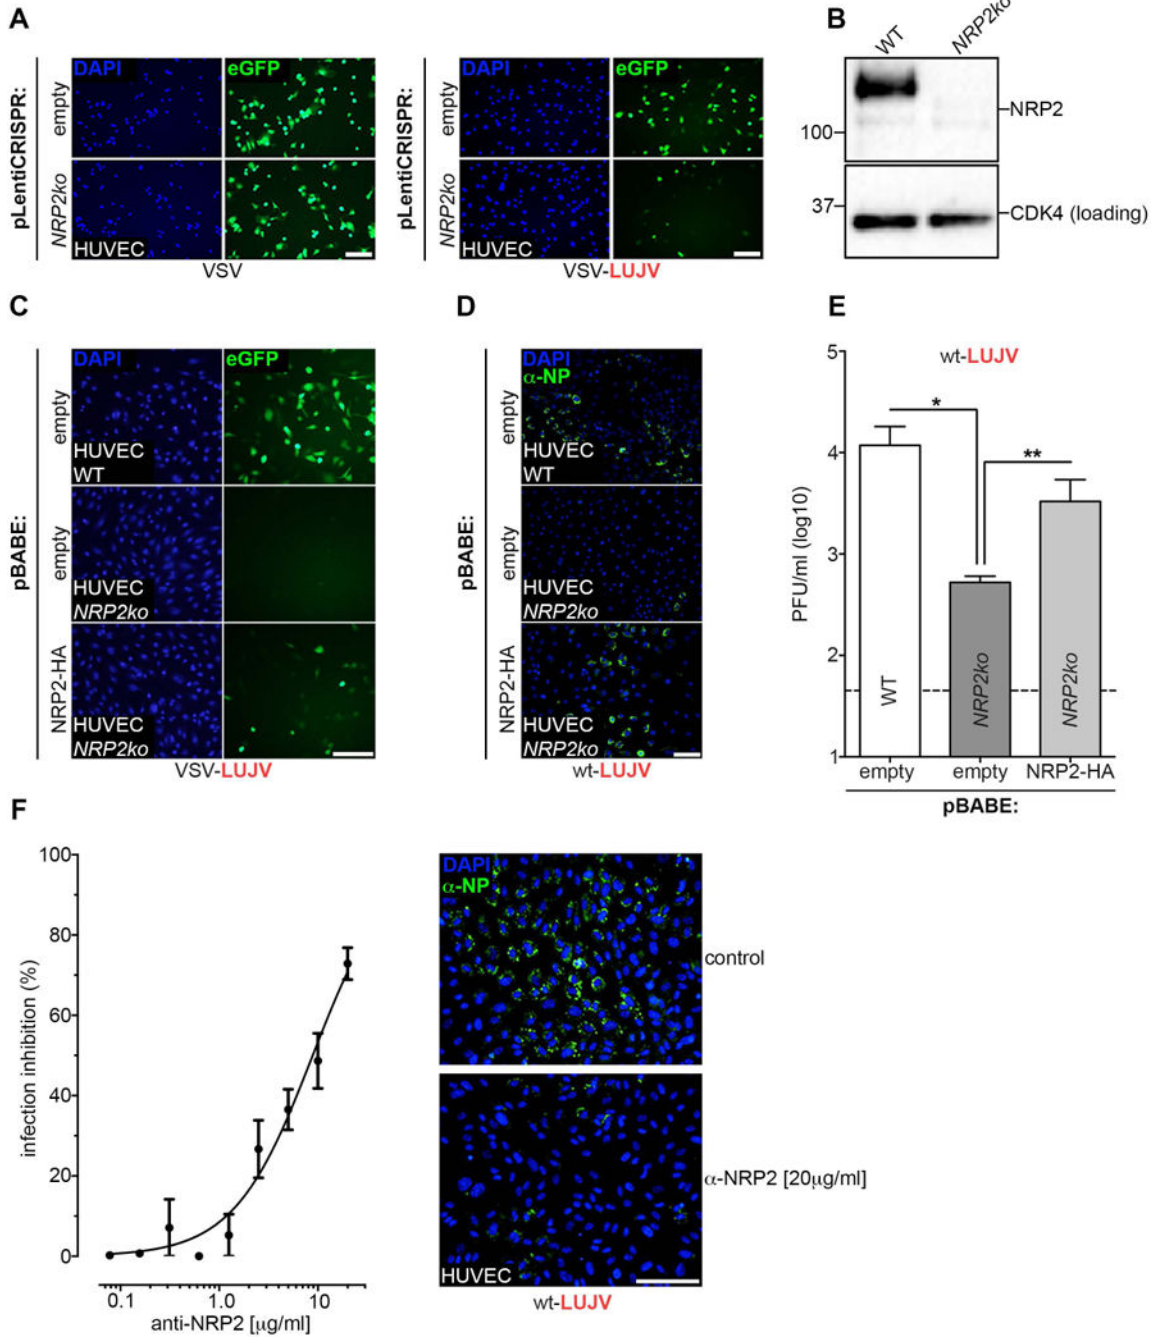 A
pLentiCRISPR:
empty
NRP2ko
DAPI
eGFP
HUVEC
VSV
pLentiCRISPR:
empty
NRP2ko
DAPI
eGFP
HUVEC
VSV-LUJV
B
WT
NRP2ko
100
NRP2
37
CDK4 (loading)
C
pBABE:
empty
empty
NRP2-HA
DAPI
eGFP
HUVEC
WT
HUVEC
NRP2ko
HUVEC
NRP2ko
VSV-LUJV
D
pBABE:
empty
empty
NRP2-HA
DAPI
α-NP
HUVEC
WT
HUVEC
NRP2ko
HUVEC
NRP2ko
wt-LUJV
E
wt-LUJV
PFU/ml (log10)
5
4
3
2
1
*
**
WT
NRP2ko
NRP2ko
empty
empty
NRP2-HA
pBABE:
F
infection inhibition (%)
100
80
60
40
20
0
0.1
1.0
10
anti-NRP2 [μg/ml]
DAPI
α-NP
control
α-NRP2 [20μg/ml]
HUVEC
wt-LUJV